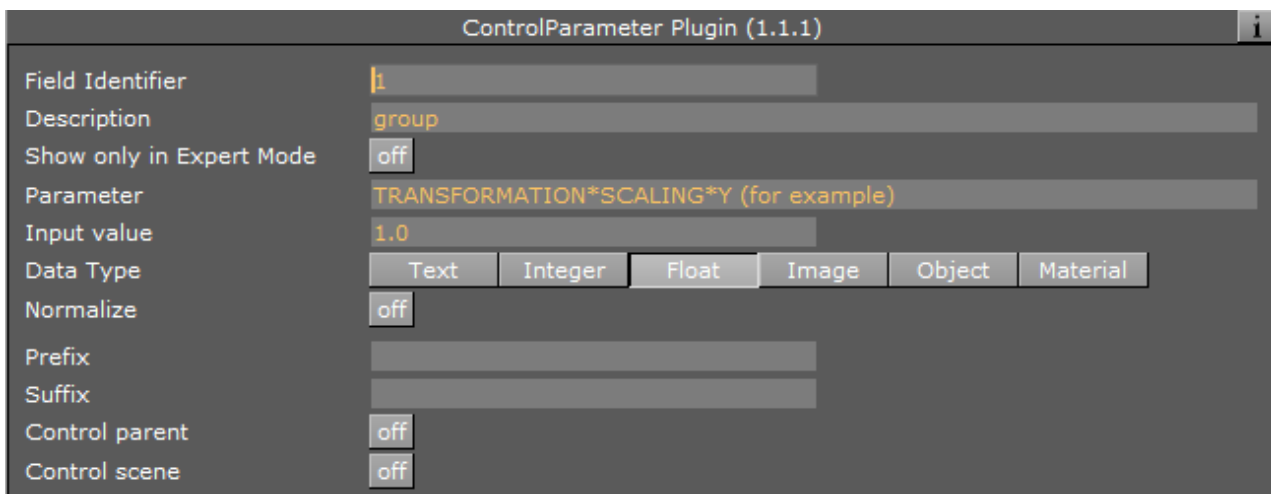 ControlParameter Plugin (1.1.1) i
Field Identifier 1
Description group
Show only in Expert Mode off
Parameter TRANSFORMATION*SCALING*Y (for example)
Input value 1.0
Data Type Text Integer Float Image Object Material
Normalize off
Prefix
Suffix
Control parent off
Control scene off